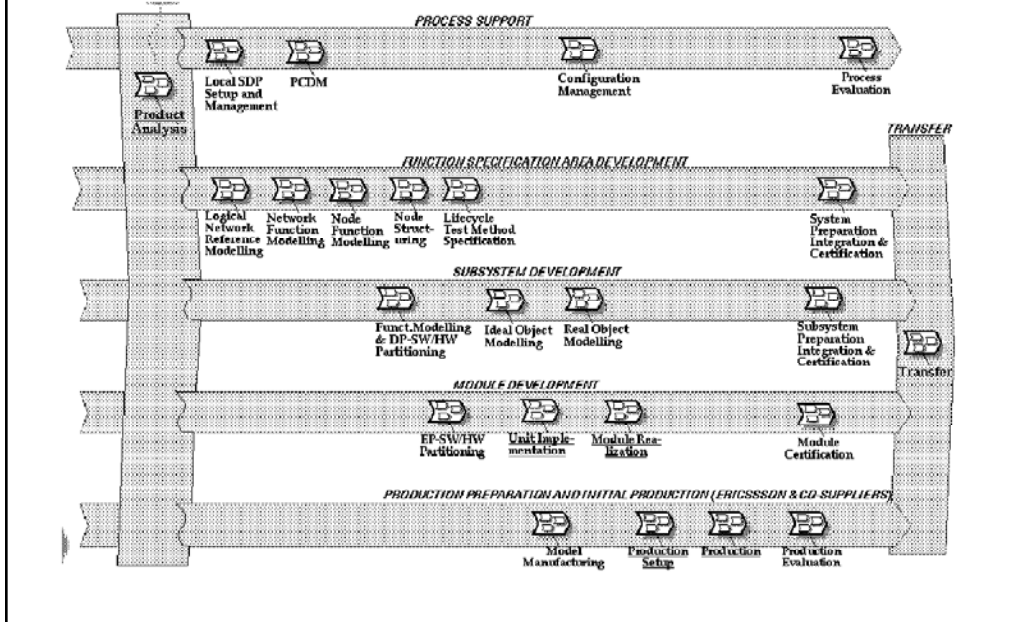 PROCESS SUPPORT
Local SDP
Setup and
Management
PCDM
Configuration
Management
Process
Evaluation
Product
Analysis
TRANSFER
FUNCTION SPECIFICATION AREA DEVELOPMENT
Logical
Network
Reference
Modelling
Network
Function
Modelling
Node
Function
Modelling
Node
Struct-
uring
Lifecycle
Test Method
Specification
System
Preparation
Integration &
Certification
SUBSYSTEM DEVELOPMENT
Funct.Modelling
& DP-SW/HW
Partitioning
Ideal Object
Modelling
Real Object
Modelling
Subsystem
Preparation
Integration &
Certification
Transfer
MODULE DEVELOPMENT
EP-SW/HW
Partitioning
Unit Imple-
mentation
Module Rea-
lization
Module
Certification
PRODUCTION PREPARATION AND INITIAL PRODUCTION (ERICSSSON & CO-SUPPLIERS)
Model
Manufacturing
Production
Setup
Production
Production
Evaluation